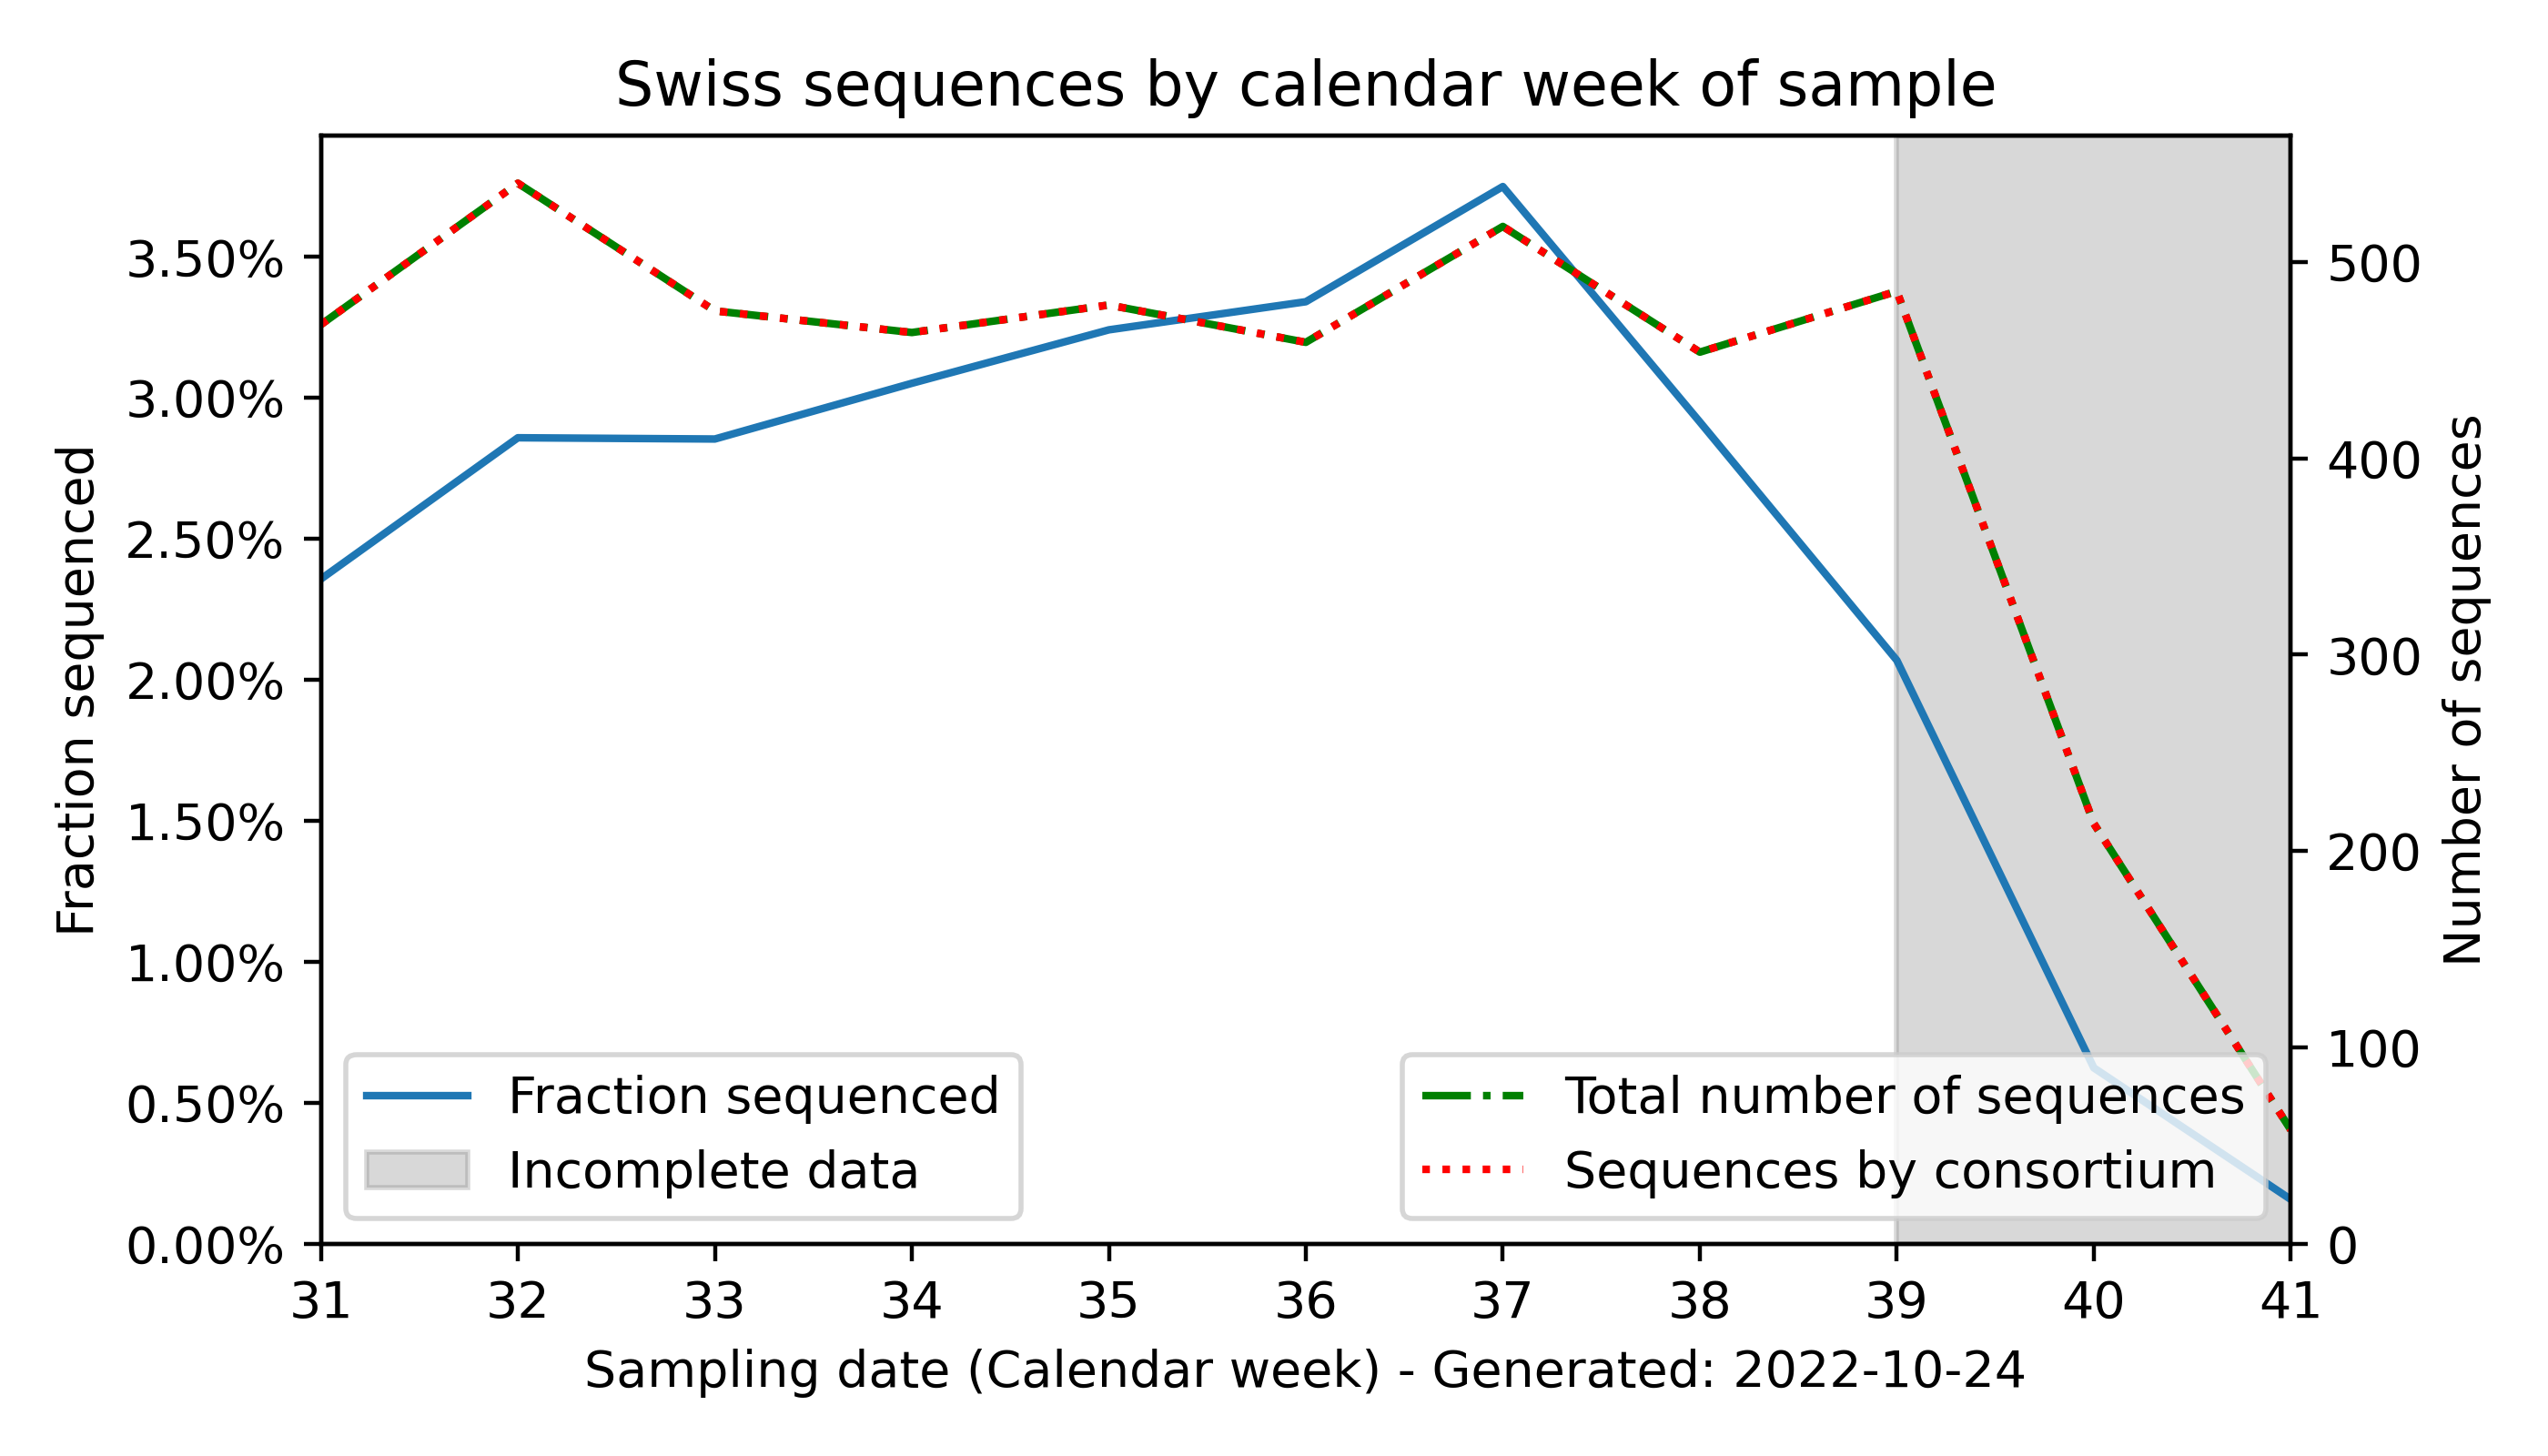 Swiss sequences by calendar week of sample
Fraction sequenced
3.50%
3.00%
2.50%
2.00%
1.50%
1.00%
0.50%
0.00%
500
400
300
200
100
0
Number of sequences
Fraction sequenced
Incomplete data
Total number of sequences
Sequences by consortium
31 32 33 34 35 36 37 38 39 40 41
Sampling date (Calendar week) - Generated: 2022-10-24